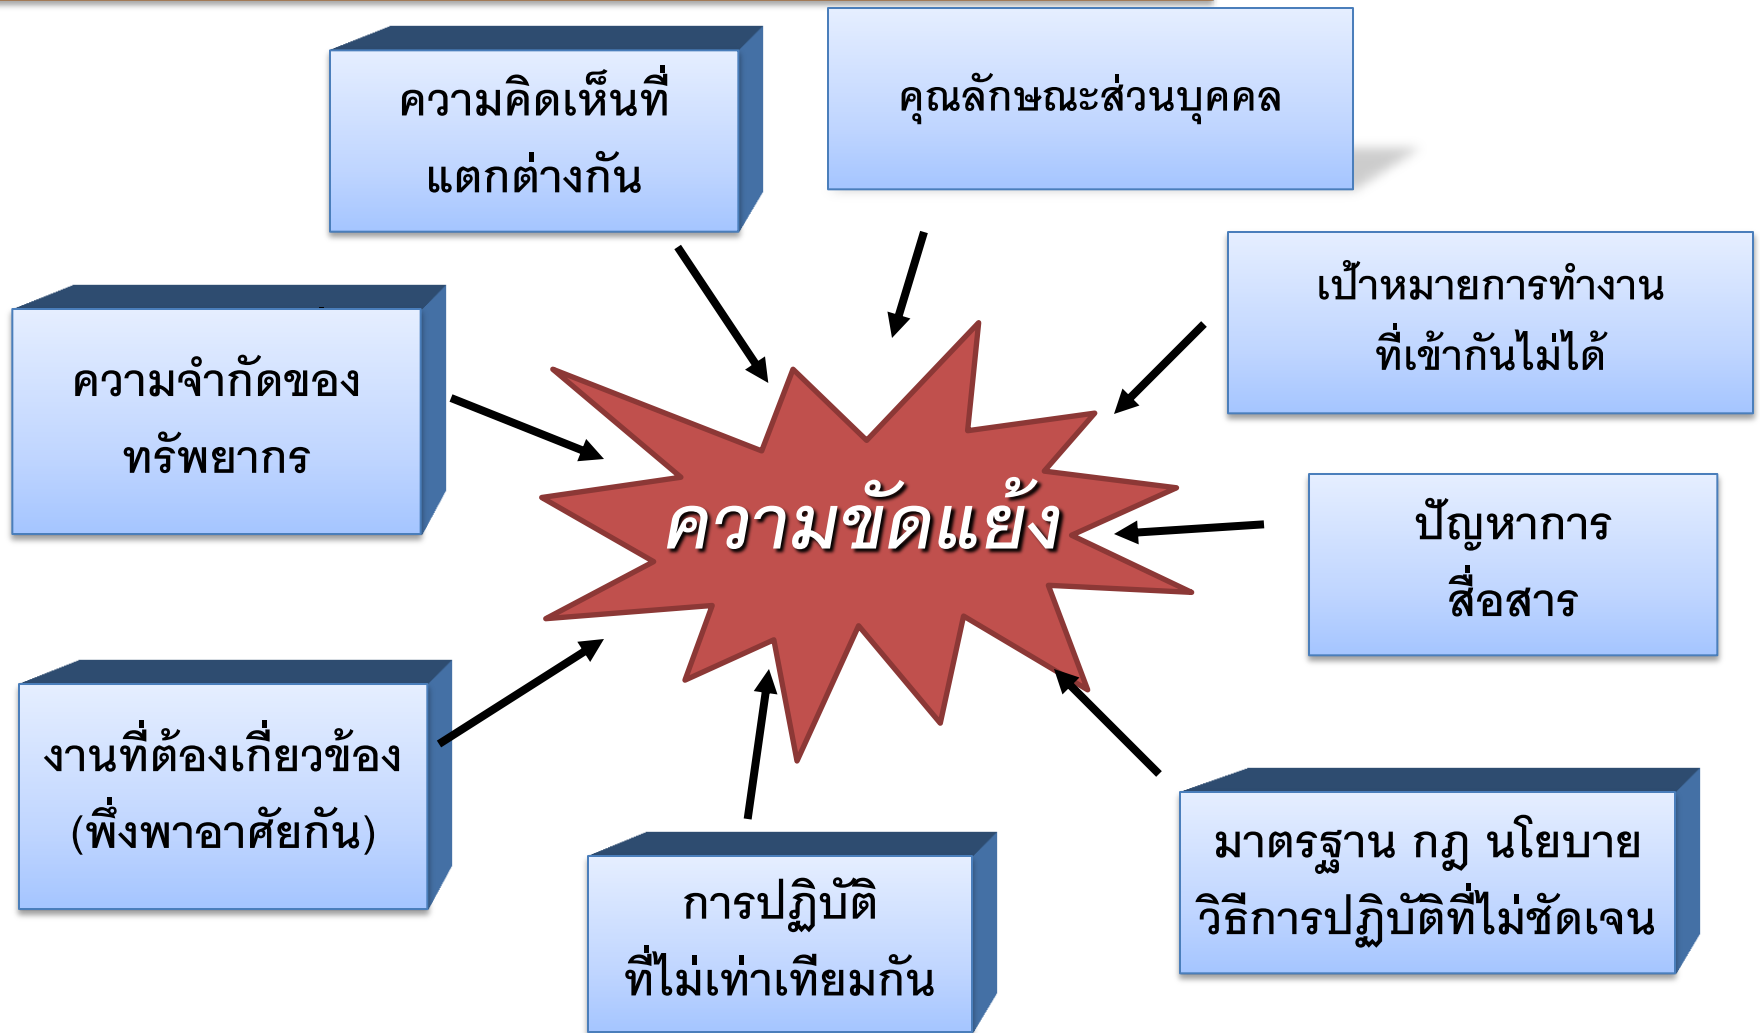 ความคิดเห็นที่
แตกต่างกัน
คุณลักษณะส่วนบุคคล
เป้าหมายการทำงาน
ที่เข้ากันไม่ได้
ความจำกัดของ
ทรัพยากร
ความขัดแย้ง
ปัญหาการ
สื่อสาร
งานที่ต้องเกี่ยวข้อง
(พึ่งพาอาศัยกัน)
การปฏิบัติ
ที่ไม่เท่าเทียมกัน
มาตรฐาน กฎ นโยบาย
วิธีการปฏิบัติที่ไม่ชัดเจน